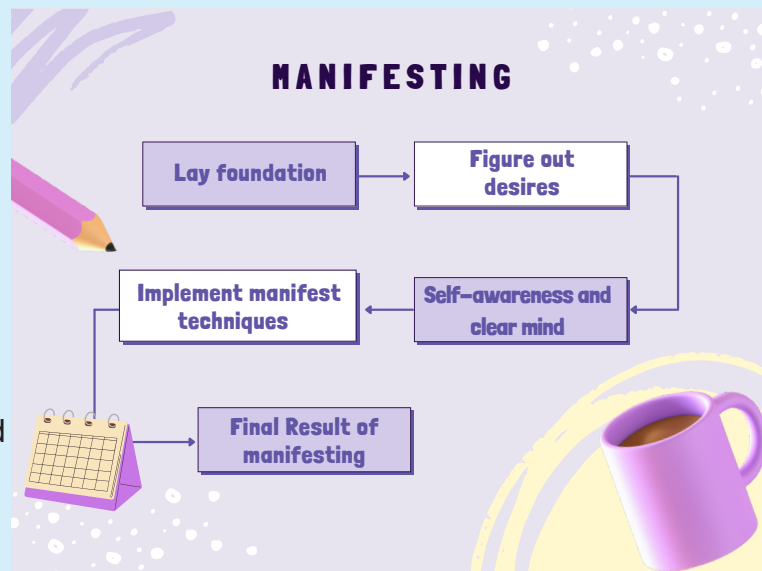 MANIFESTING
Lay foundation
Figure out
desires
Self-awareness and
clear mind
Implement manifest
techniques
Final Result of
manifesting